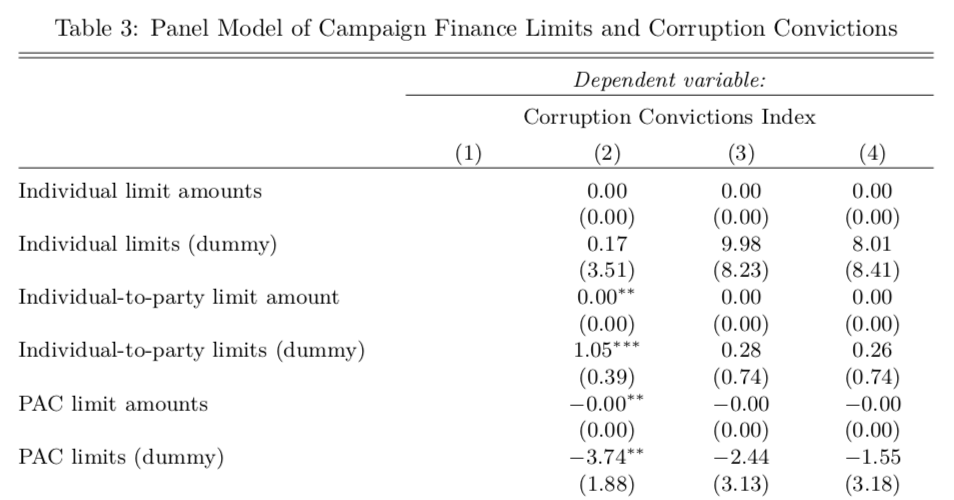 Table 3: Panel Model of Campaign Finance Limits and Corruption Convictions
Dependent variable:
Corruption Convictions Index
(1) (2) (3) (4)
Individual limit amounts 0.00 0.00 0.00
(0.00) (0.00) (0.00)
Individual limits (dummy) 0.17 9.98 8.01
(3.51) (8.23) (8.41)
Individual-to-party limit amount 0.00** 0.00 0.00
(0.00) (0.00) (0.00)
Individual-to-party limits (dummy) 1.05*** 0.28 0.26
(0.39) (0.74) (0.74)
PAC limit amounts −0.00** −0.00 −0.00
(0.00) (0.00) (0.00)
PAC limits (dummy) −3.74** −2.44 −1.55
(1.88) (3.13) (3.18)